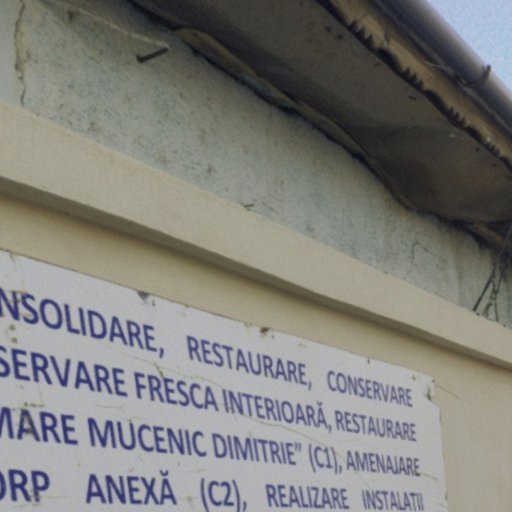 NSOLIDARE, RESTAURARE, CONSERVARE
SERVARE FRESCA INTERIOARĂ, RESTAURARE
MARE MUCENIC DIMITRIE” (C1), AMENAJARE
ORP ANEXĂ (C2), REALIZARE INSTALAȚII